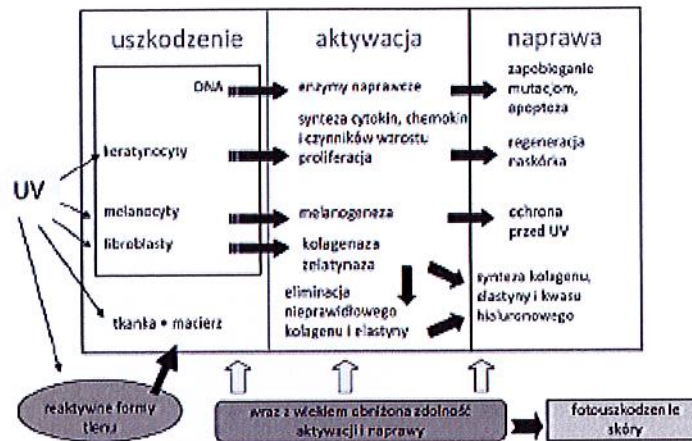 uszkodzenie
aktywacja
naprawa
DNA
enzymy naprawcze
zapobieganie
mutacjom,
apoptoza
keratynocyty
synteza cytokin, chemokin
i czynników wzrostu
proliferacja
regeneracja
naskórka
UV
melanocyty
melanogeneza
ochrona
przed UV
fibroblasty
kolagenaza
żelatynaza
eliminacja
nieprawidłowego
kolagenu i elastyny
synteza kolagenu,
elastyny i kwasu
hialuronowego
tkanka • macierz
reaktywne formy
tlenu
wraz z wiekiem obniżona zdolność
aktywacji i naprawy
fotouszkodzenie
skóry